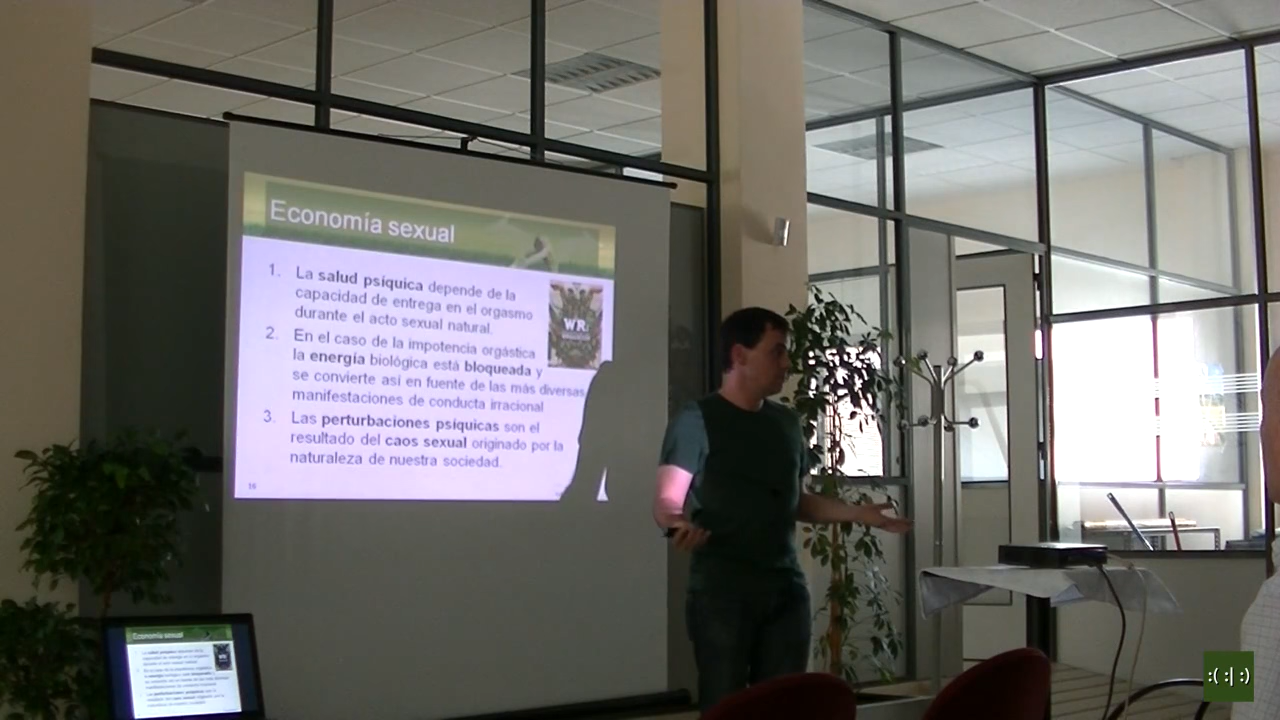 Economía sexual
1. La salud psíquica depende de la
capacidad de entrega en el orgasmo
durante el acto sexual natural.
WR
2. En el caso de la impotencia orgástica
la energía biológica está bloqueada y
se convierte así en fuente de las más diversas
manifestaciones de conducta irracional
3. Las perturbaciones psíquicas son el
resultado del caos sexual originado por la
naturaleza de nuestra sociedad.
16
Economía sexual
:( :| :)